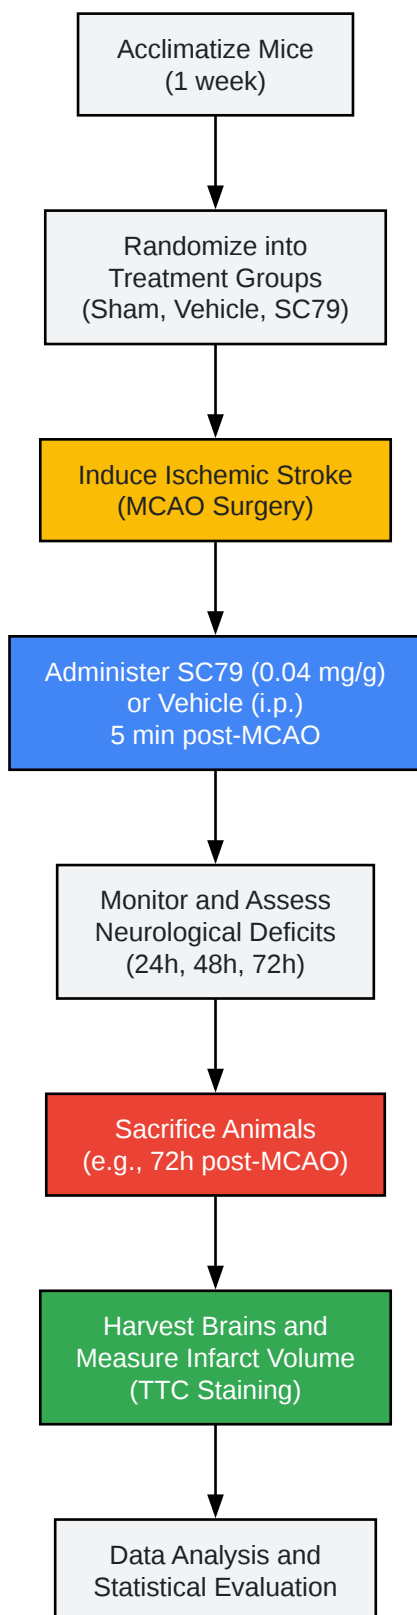 Acclimatize Mice
(1 week)
Randomize into
Treatment Groups
(Sham, Vehicle, SC79)
Induce Ischemic Stroke
(MCAO Surgery)
Administer SC79 (0.04 mg/g)
or Vehicle (i.p.)
5 min post-MCAO
Monitor and Assess
Neurological Deficits
(24h, 48h, 72h)
Sacrifice Animals
(e.g., 72h post-MCAO)
Harvest Brains and
Measure Infarct Volume
(TTC Staining)
Data Analysis and
Statistical Evaluation